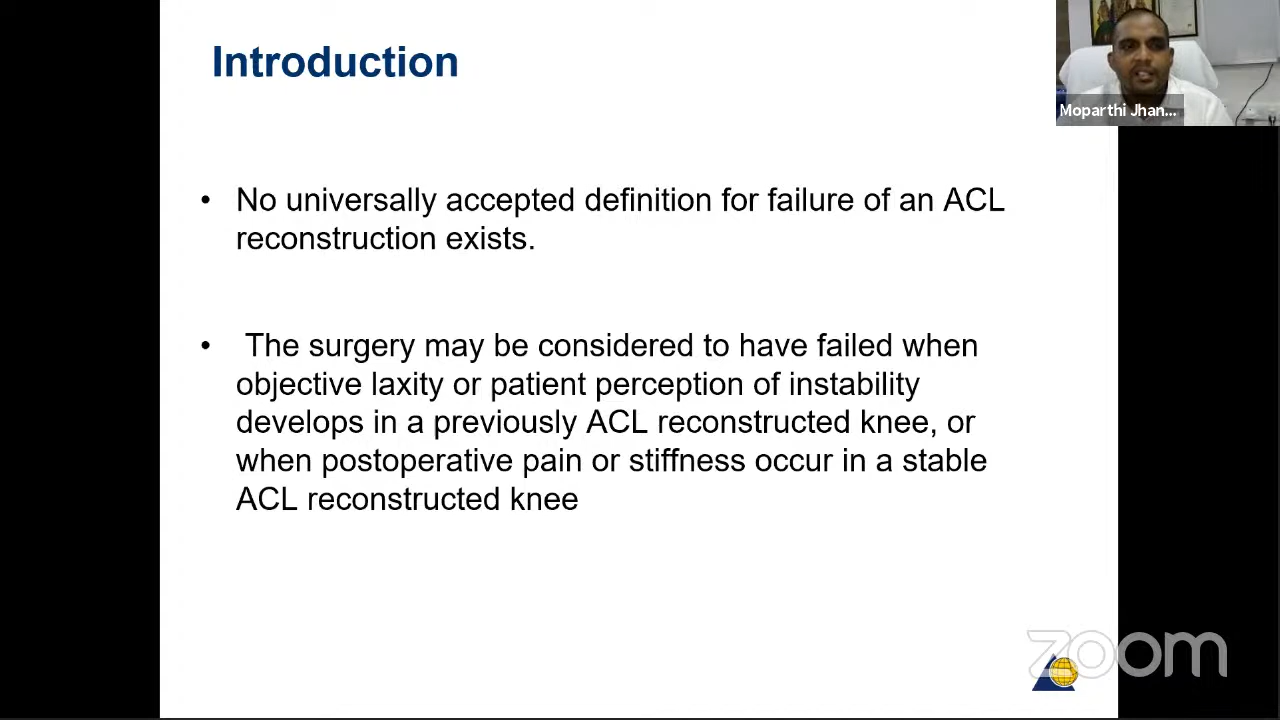 Introduction
Moparthi Jhan...
• No universally accepted definition for failure of an ACL
reconstruction exists.
• The surgery may be considered to have failed when
objective laxity or patient perception of instability
develops in a previously ACL reconstructed knee, or
when postoperative pain or stiffness occur in a stable
ACL reconstructed knee
zoom